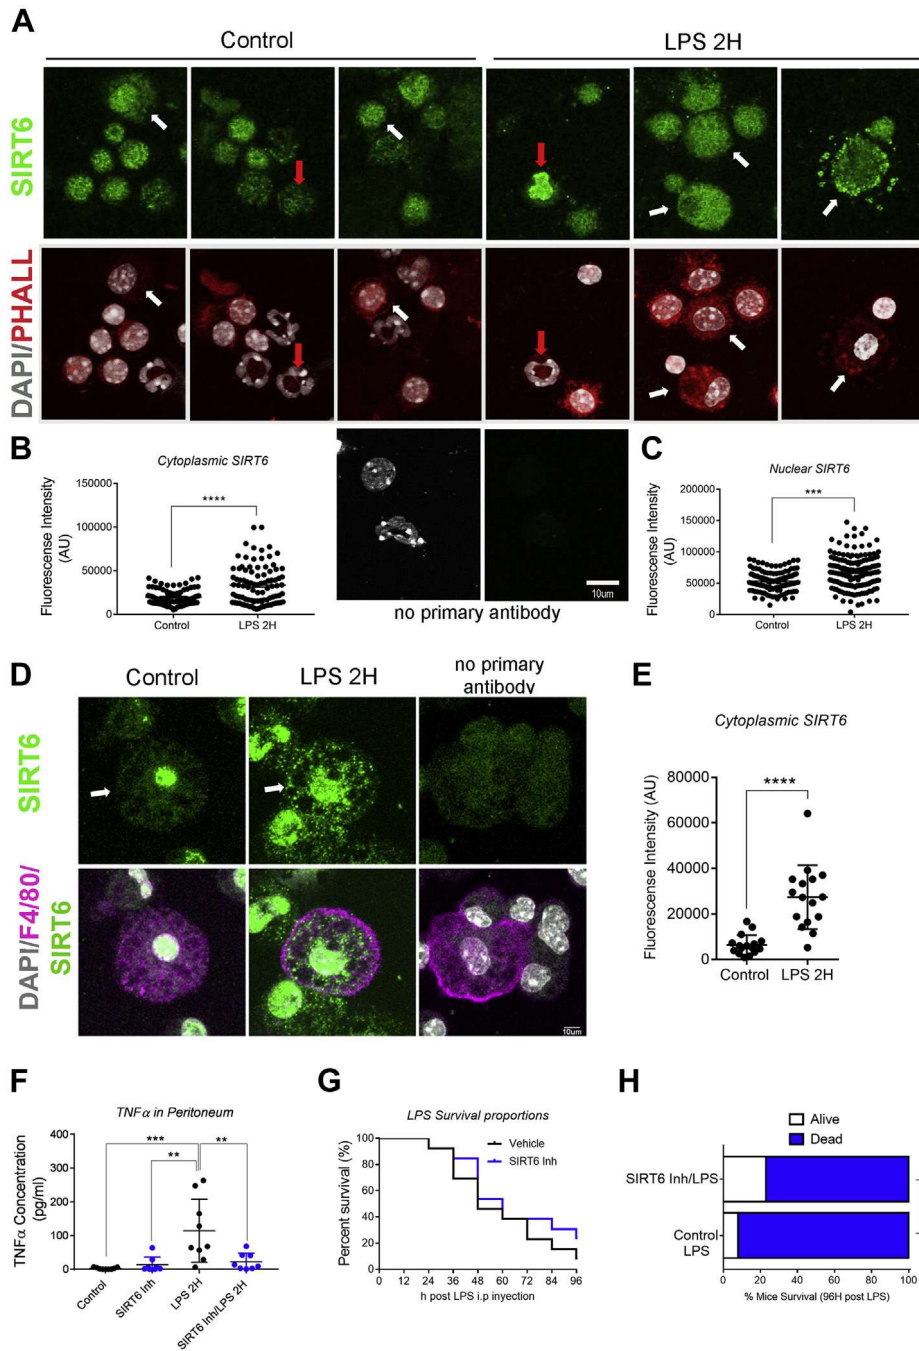 A
Control
LPS 2H
SIRT6
DAPI/PHALL
B
Cytoplasmic SIRT6
Fluorescense Intensity
(AU)
150000
100000
50000
0
****
Control
LPS 2H
10um
no primary antibody
C
Nuclear SIRT6
Fluorescense Intensity
(AU)
200000
150000
100000
50000
0
***
Control
LPS 2H
D
Control
LPS 2H
no primary
antibody
SIRT6
DAPI/F4/80/
SIRT6
10um
E
Cytoplasmic SIRT6
Fluorescense Intensity (AU)
80000
60000
40000
20000
0
****
Control
LPS 2H
F
TNFα in Peritoneum
TNFα Concentration
(pg/ml)
400
300
200
100
0
***
**
**
Control
SIRT6 Inh
LPS 2H
SIRT6 Inh/LPS 2H
G
LPS Survival proportions
Vehicle
SIRT6 Inh
Percent survival (%)
100
80
60
40
20
0
0 12 24 36 48 60 72 84 96
h post LPS i.p injection
H
Alive
Dead
SIRT6 Inh/LPS
Control
LPS
0 20 40 60 80 100
% Mice Survival (96H post LPS)